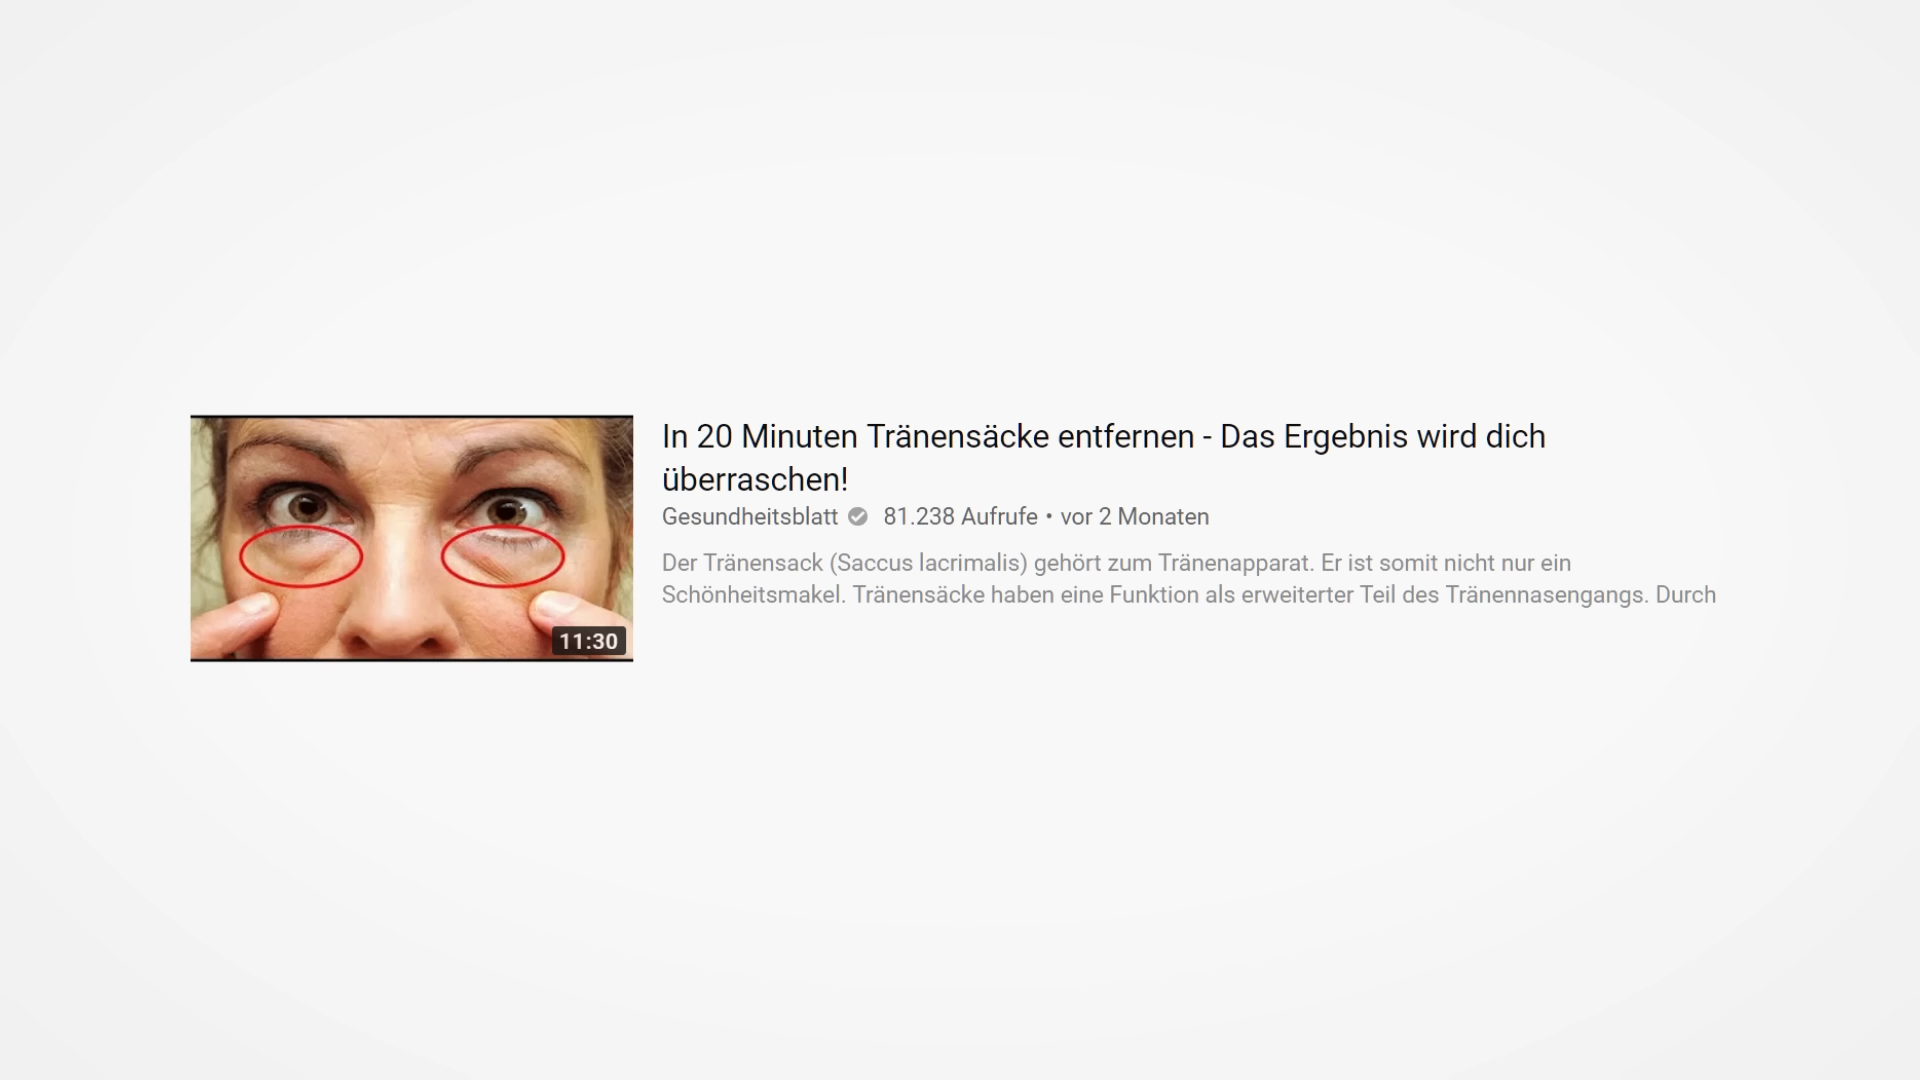 In 20 Minuten Tränensäcke entfernen - Das Ergebnis wird dich
überraschen!
Gesundheitsblatt 81.238 Aufrufe • vor 2 Monaten
Der Tränensack (Saccus lacrimalis) gehört zum Tränenapparat. Er ist somit nicht nur ein
Schönheitsmakel. Tränensäcke haben eine Funktion als erweiterter Teil des Tränennasengangs. Durch
11:30